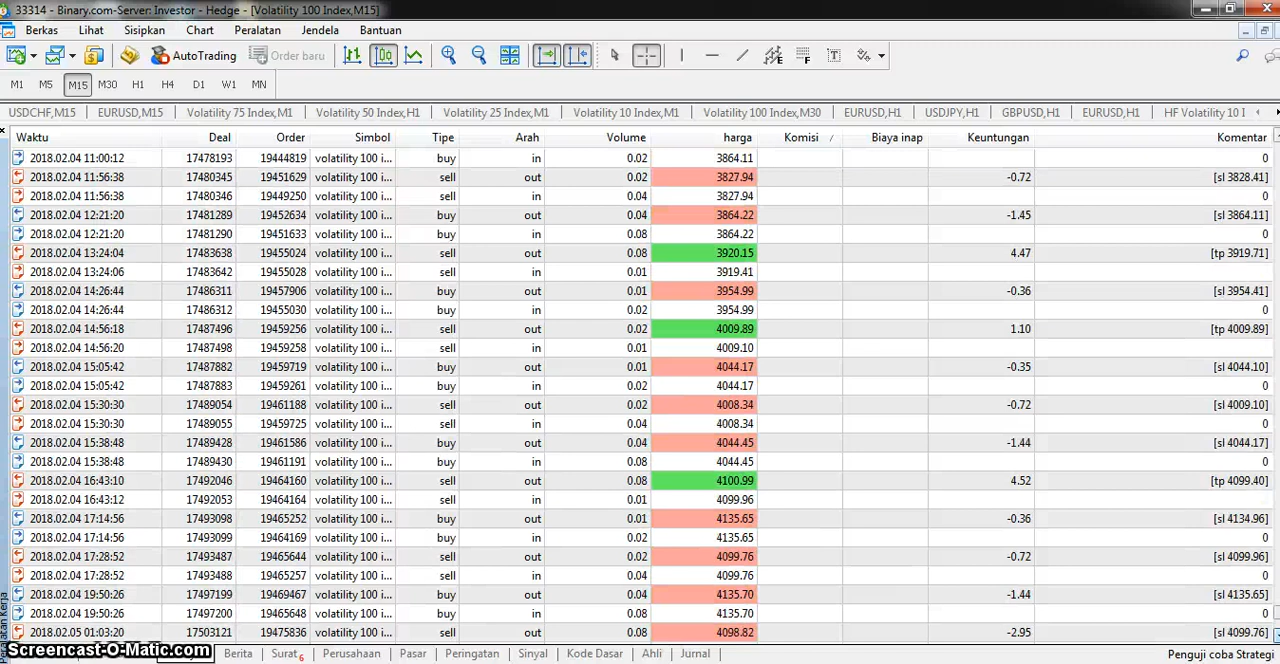 33314 - Binary.com-Server: Investor - Hedge - [Volatility 100 Index,M15]
Berkas Lihat Sisipkan Chart Peralatan Jendela Bantuan
AutoTrading Order baru
M1 M5 M15 M30 H1 H4 D1 W1 MN
USDCHF,M15 EURUSD,M15 Volatility 75 Index,M1 Volatility 50 Index,H1 Volatility 25 Index,M1 Volatility 10 Index,M1 Volatility 100 Index,M30 EURUSD,H1 USDJPY,H1 GBPUSD,H1 EURUSD,H1 HF Volatility 10 I
Waktu Deal Order Simbol Tipe Arah Volume harga Komisi / Biaya inap Keuntungan Komentar
2018.02.04 11:00:12 17478193 19444819 volatility 100 i... buy in 0.02 3864.11 0
2018.02.04 11:56:38 17480345 19451629 volatility 100 i... sell out 0.02 3827.94 -0.72 [sl 3828.41]
2018.02.04 11:56:38 17480346 19449250 volatility 100 i... sell in 0.04 3827.94 0
2018.02.04 12:21:20 17481289 19452634 volatility 100 i... buy out 0.04 3864.22 -1.45 [sl 3864.11]
2018.02.04 12:21:20 17481290 19451633 volatility 100 i... buy in 0.08 3864.22 0
2018.02.04 13:24:04 17483638 19455024 volatility 100 i... sell out 0.08 3920.15 4.47 [tp 3919.71]
2018.02.04 13:24:06 17483642 19455028 volatility 100 i... sell in 0.01 3919.41
2018.02.04 14:26:44 17486311 19457906 volatility 100 i... buy out 0.01 3954.99 -0.36 [sl 3954.41]
2018.02.04 14:26:44 17486312 19455030 volatility 100 i... buy in 0.02 3954.99 0
2018.02.04 14:56:18 17487496 19459256 volatility 100 i... sell out 0.02 4009.89 1.10 [tp 4009.89]
2018.02.04 14:56:20 17487498 19459258 volatility 100 i... sell in 0.01 4009.10
2018.02.04 15:05:42 17487882 19459719 volatility 100 i... buy out 0.01 4044.17 -0.35 [sl 4044.10]
2018.02.04 15:05:42 17487883 19459261 volatility 100 i... buy in 0.02 4044.17 0
2018.02.04 15:30:30 17489054 19461188 volatility 100 i... sell out 0.02 4008.34 -0.72 [sl 4009.10]
2018.02.04 15:30:30 17489055 19459725 volatility 100 i... sell in 0.04 4008.34 0
2018.02.04 15:38:48 17489428 19461586 volatility 100 i... buy out 0.04 4044.45 -1.44 [sl 4044.17]
2018.02.04 15:38:48 17489430 19461191 volatility 100 i... buy in 0.08 4044.45 0
2018.02.04 16:43:10 17492046 19464160 volatility 100 i... sell out 0.08 4100.99 4.52 [tp 4099.40]
2018.02.04 16:43:12 17492053 19464164 volatility 100 i... sell in 0.01 4099.96
2018.02.04 17:14:56 17493098 19465252 volatility 100 i... buy out 0.01 4135.65 -0.36 [sl 4134.96]
2018.02.04 17:14:56 17493099 19464169 volatility 100 i... buy in 0.02 4135.65 0
2018.02.04 17:28:52 17493487 19465644 volatility 100 i... sell out 0.02 4099.76 -0.72 [sl 4099.96]
2018.02.04 17:28:52 17493488 19465257 volatility 100 i... sell in 0.04 4099.76 0
2018.02.04 19:50:26 17497199 19469467 volatility 100 i... buy out 0.04 4135.70 -1.44 [sl 4135.65]
2018.02.04 19:50:26 17497200 19465648 volatility 100 i... buy in 0.08 4135.70 0
2018.02.05 01:03:20 17503121 19475836 volatility 100 i... sell out 0.08 4098.82 -2.95 [sl 4099.76]
Peralatan Kerja
Screencast-O-Matic.com Berita Surat 6 Perusahaan Pasar Peringatan Sinyal Kode Dasar Ahli Jurnal Penguji coba Strategi